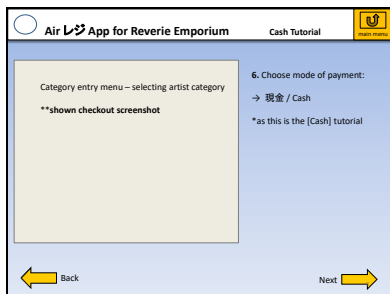 Air レジ App for Reverie Emporium
Cash Tutorial
main menu
Category entry menu – selecting artist category
**shown checkout screenshot
6. Choose mode of payment:
→ 現金 / Cash
*as this is the [Cash] tutorial
Back
Next